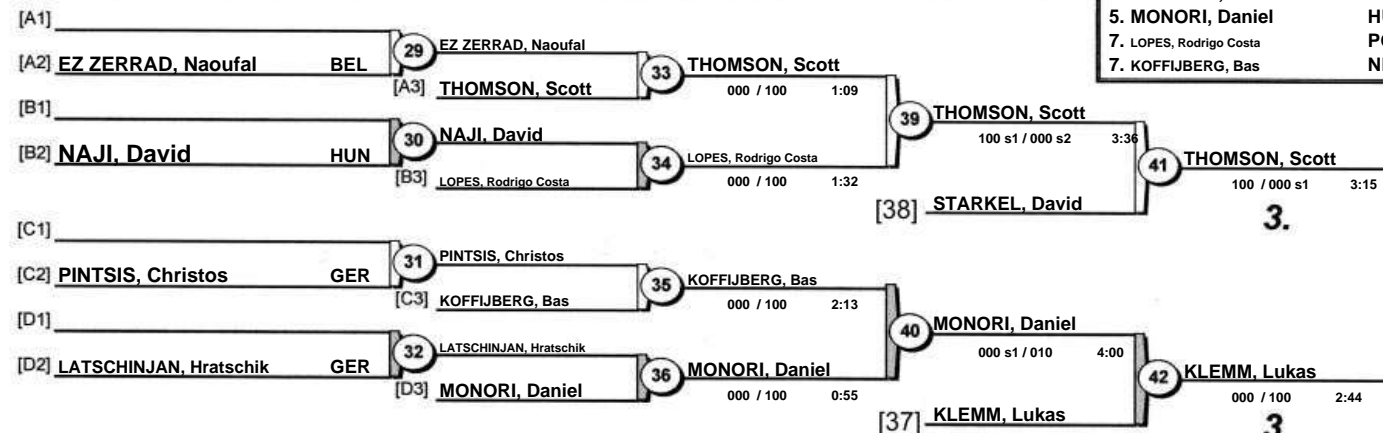 5. MONORI, Daniel
7. LOPES, Rodrigo Costa
7. KOFFIJBERG, Bas
[A1]
[A2] EZ ZERRAD, Naoufal BEL
29
EZ ZERRAD, Naoufal
[A3] THOMSON, Scott
33
THOMSON, Scott
000 / 100 1:09
[B1]
[B2] NAJI, David HUN
30
NAJI, David
[B3] LOPES, Rodrigo Costa
34
LOPES, Rodrigo Costa
000 / 100 1:32
39
THOMSON, Scott
100 s1 / 000 s2 3:36
[38] STARKEL, David
41
THOMSON, Scott
100 / 000 s1 3:15
3.
[C1]
[C2] PINTSIS, Christos GER
31
PINTSIS, Christos
[C3] KOFFIJBERG, Bas
35
KOFFIJBERG, Bas
000 / 100 2:13
[D1]
[D2] LATSCHINJAN, Hratschik GER
32
LATSCHINJAN, Hratschik
[D3] MONORI, Daniel
36
MONORI, Daniel
000 / 100 0:55
40
MONORI, Daniel
000 s1 / 010 4:00
[37] KLEMM, Lukas
42
KLEMM, Lukas
000 / 100 2:44
3